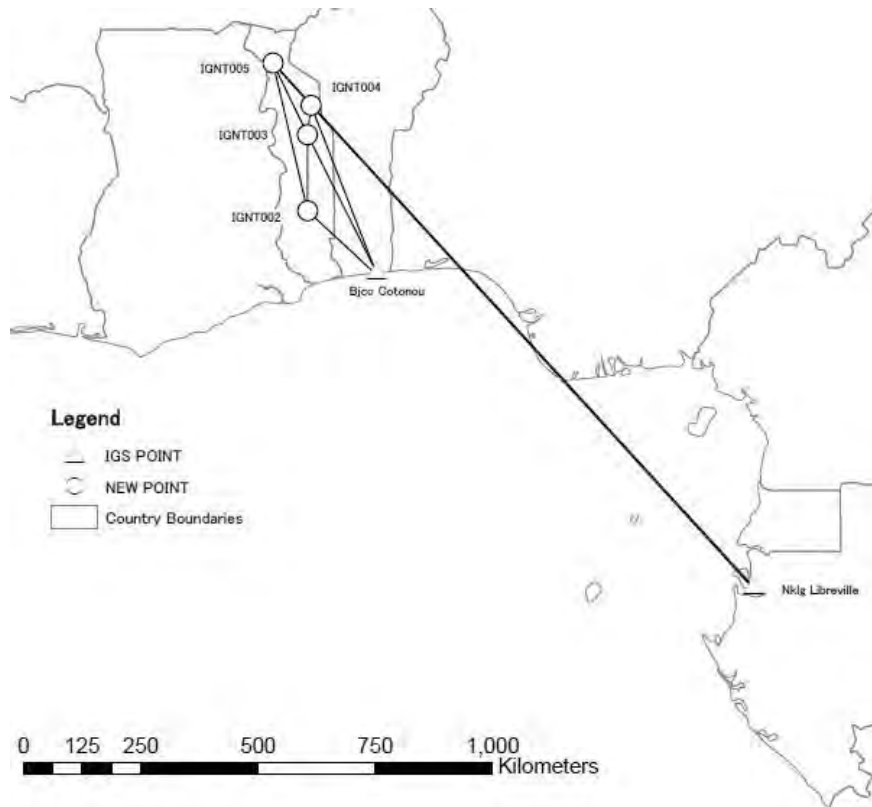 IGNT005
IGNT004
IGNT003
IGNT002
Bjco Cotonou
Legend
IGS POINT
NEW POINT
Country Boundaries
Nklg Libreville
0 125 250 500 750 1,000
Kilometers